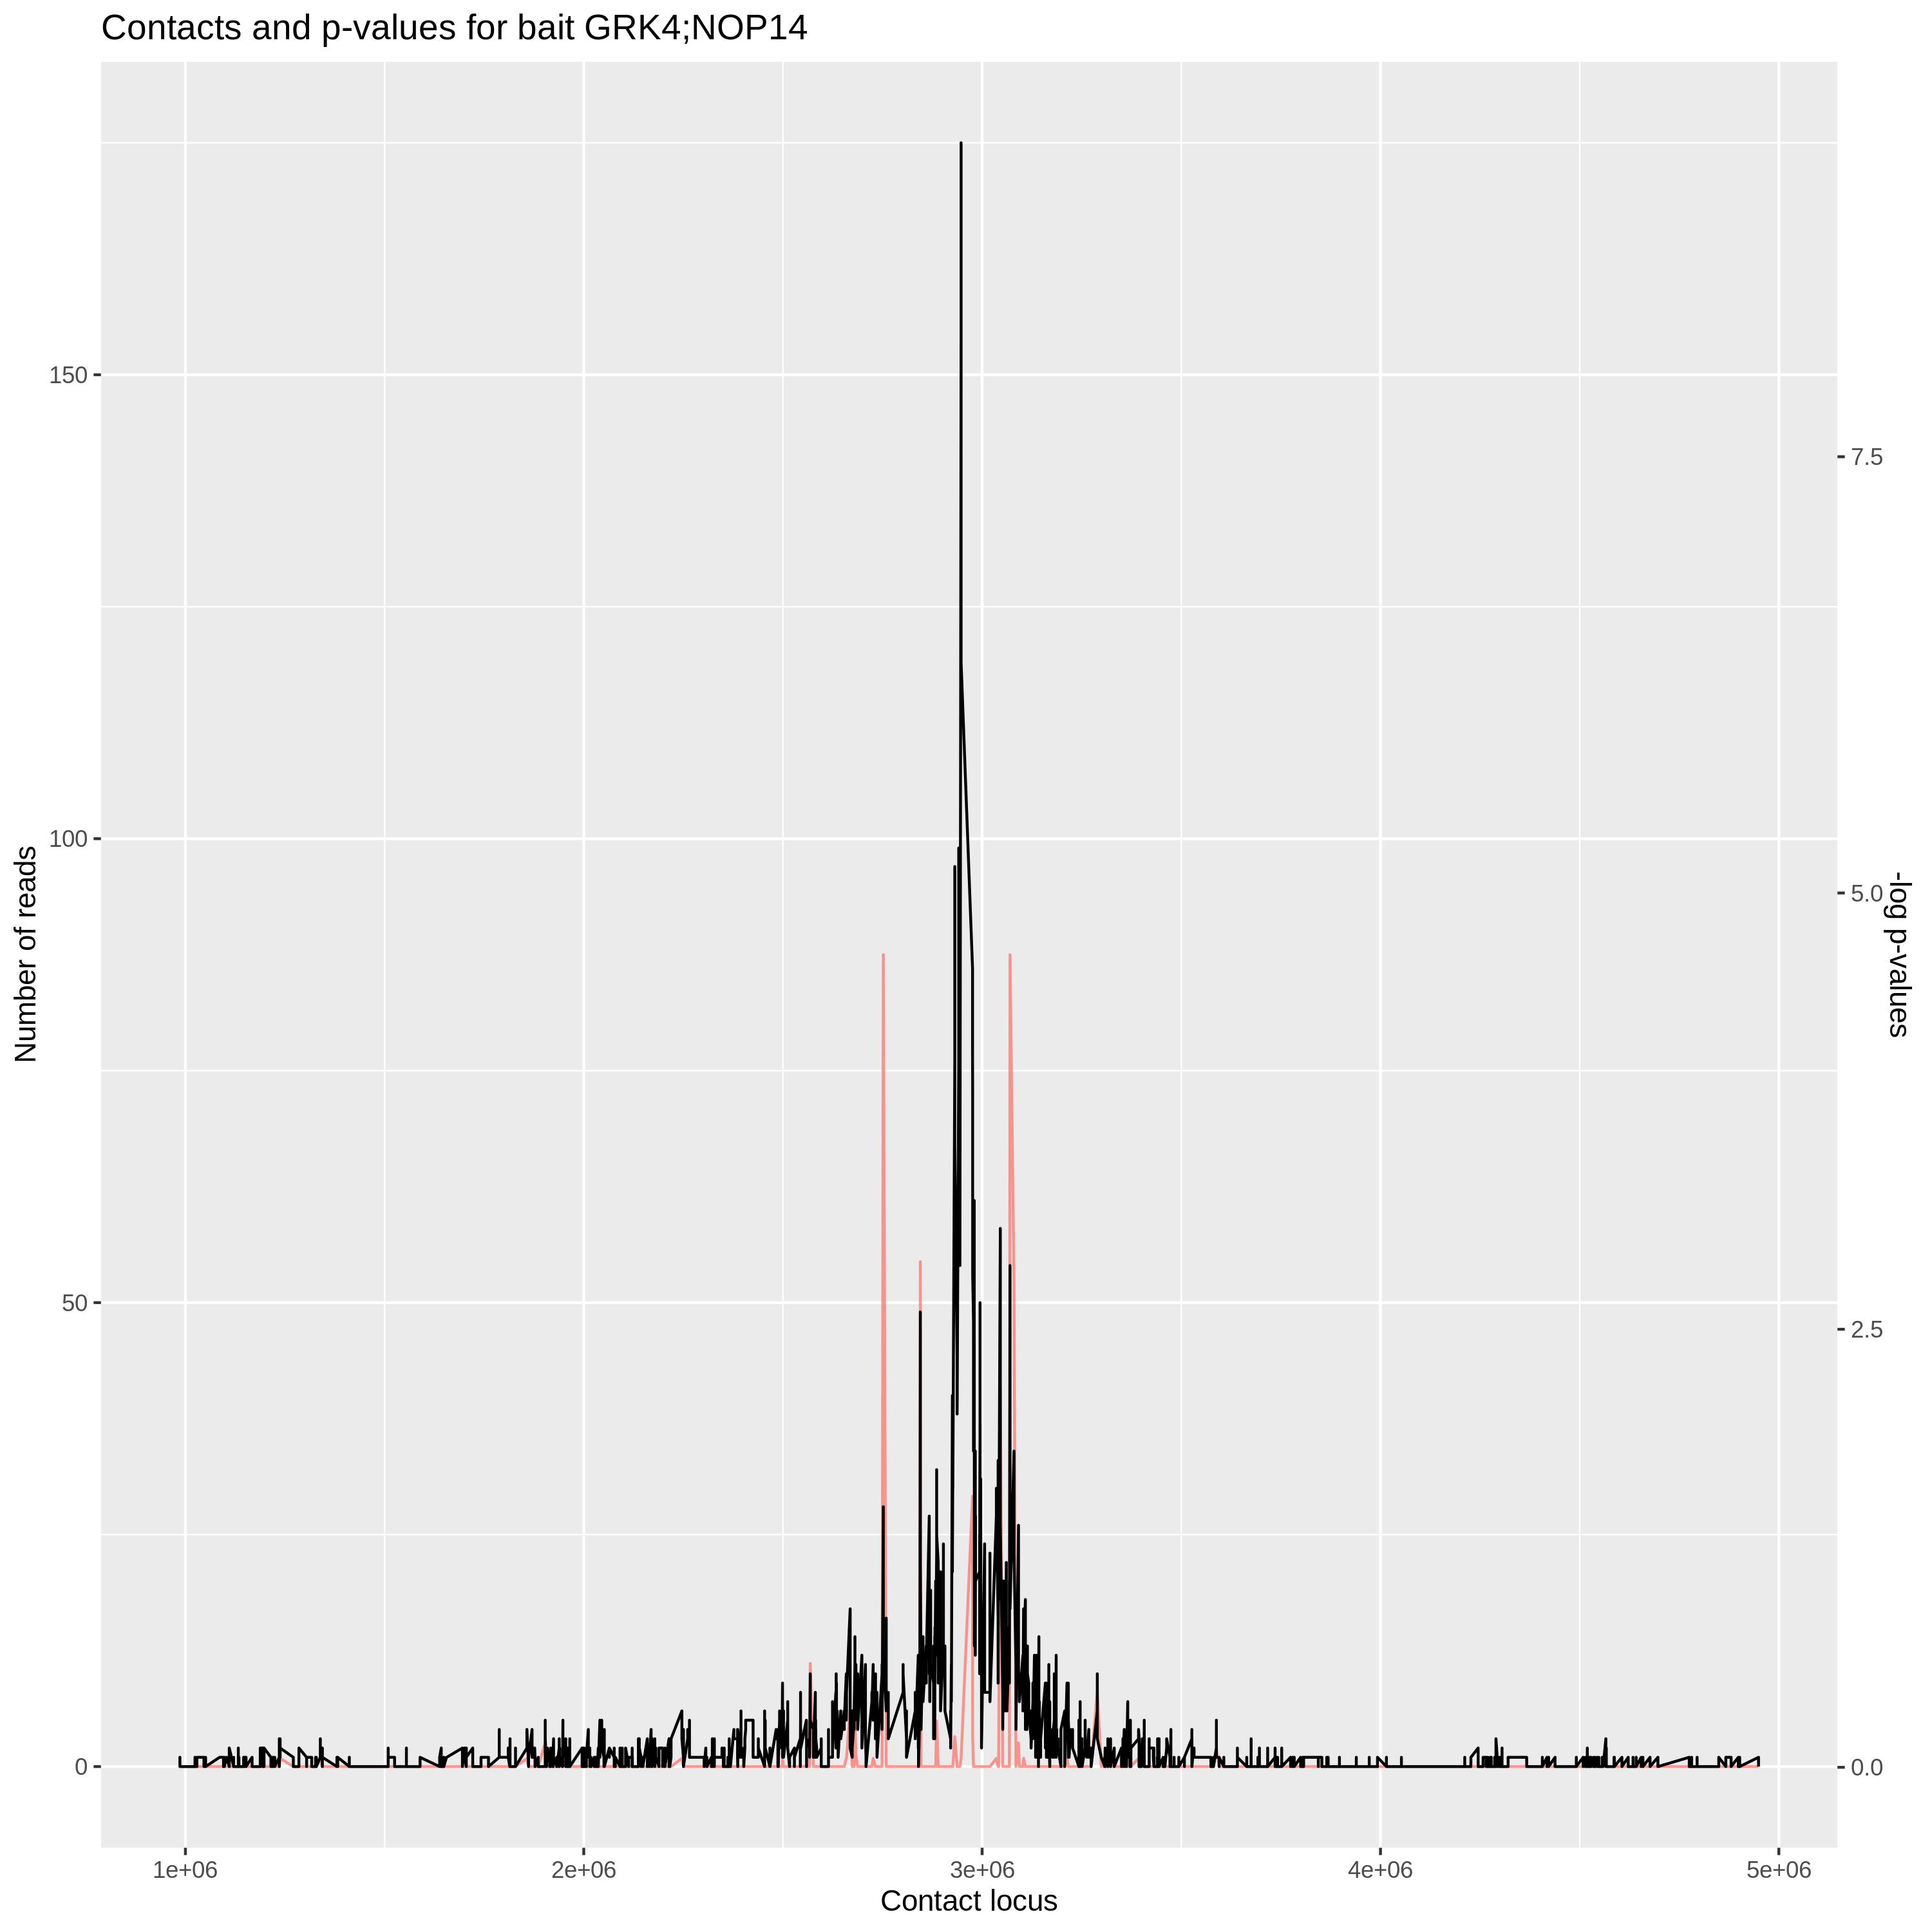 Contacts and p-values for bait GRK4;NOP14
150
100
50
0
Number of reads
7.5
5.0
2.5
0.0
-log p-values
1e+06
2e+06
3e+06
4e+06
5e+06
Contact locus